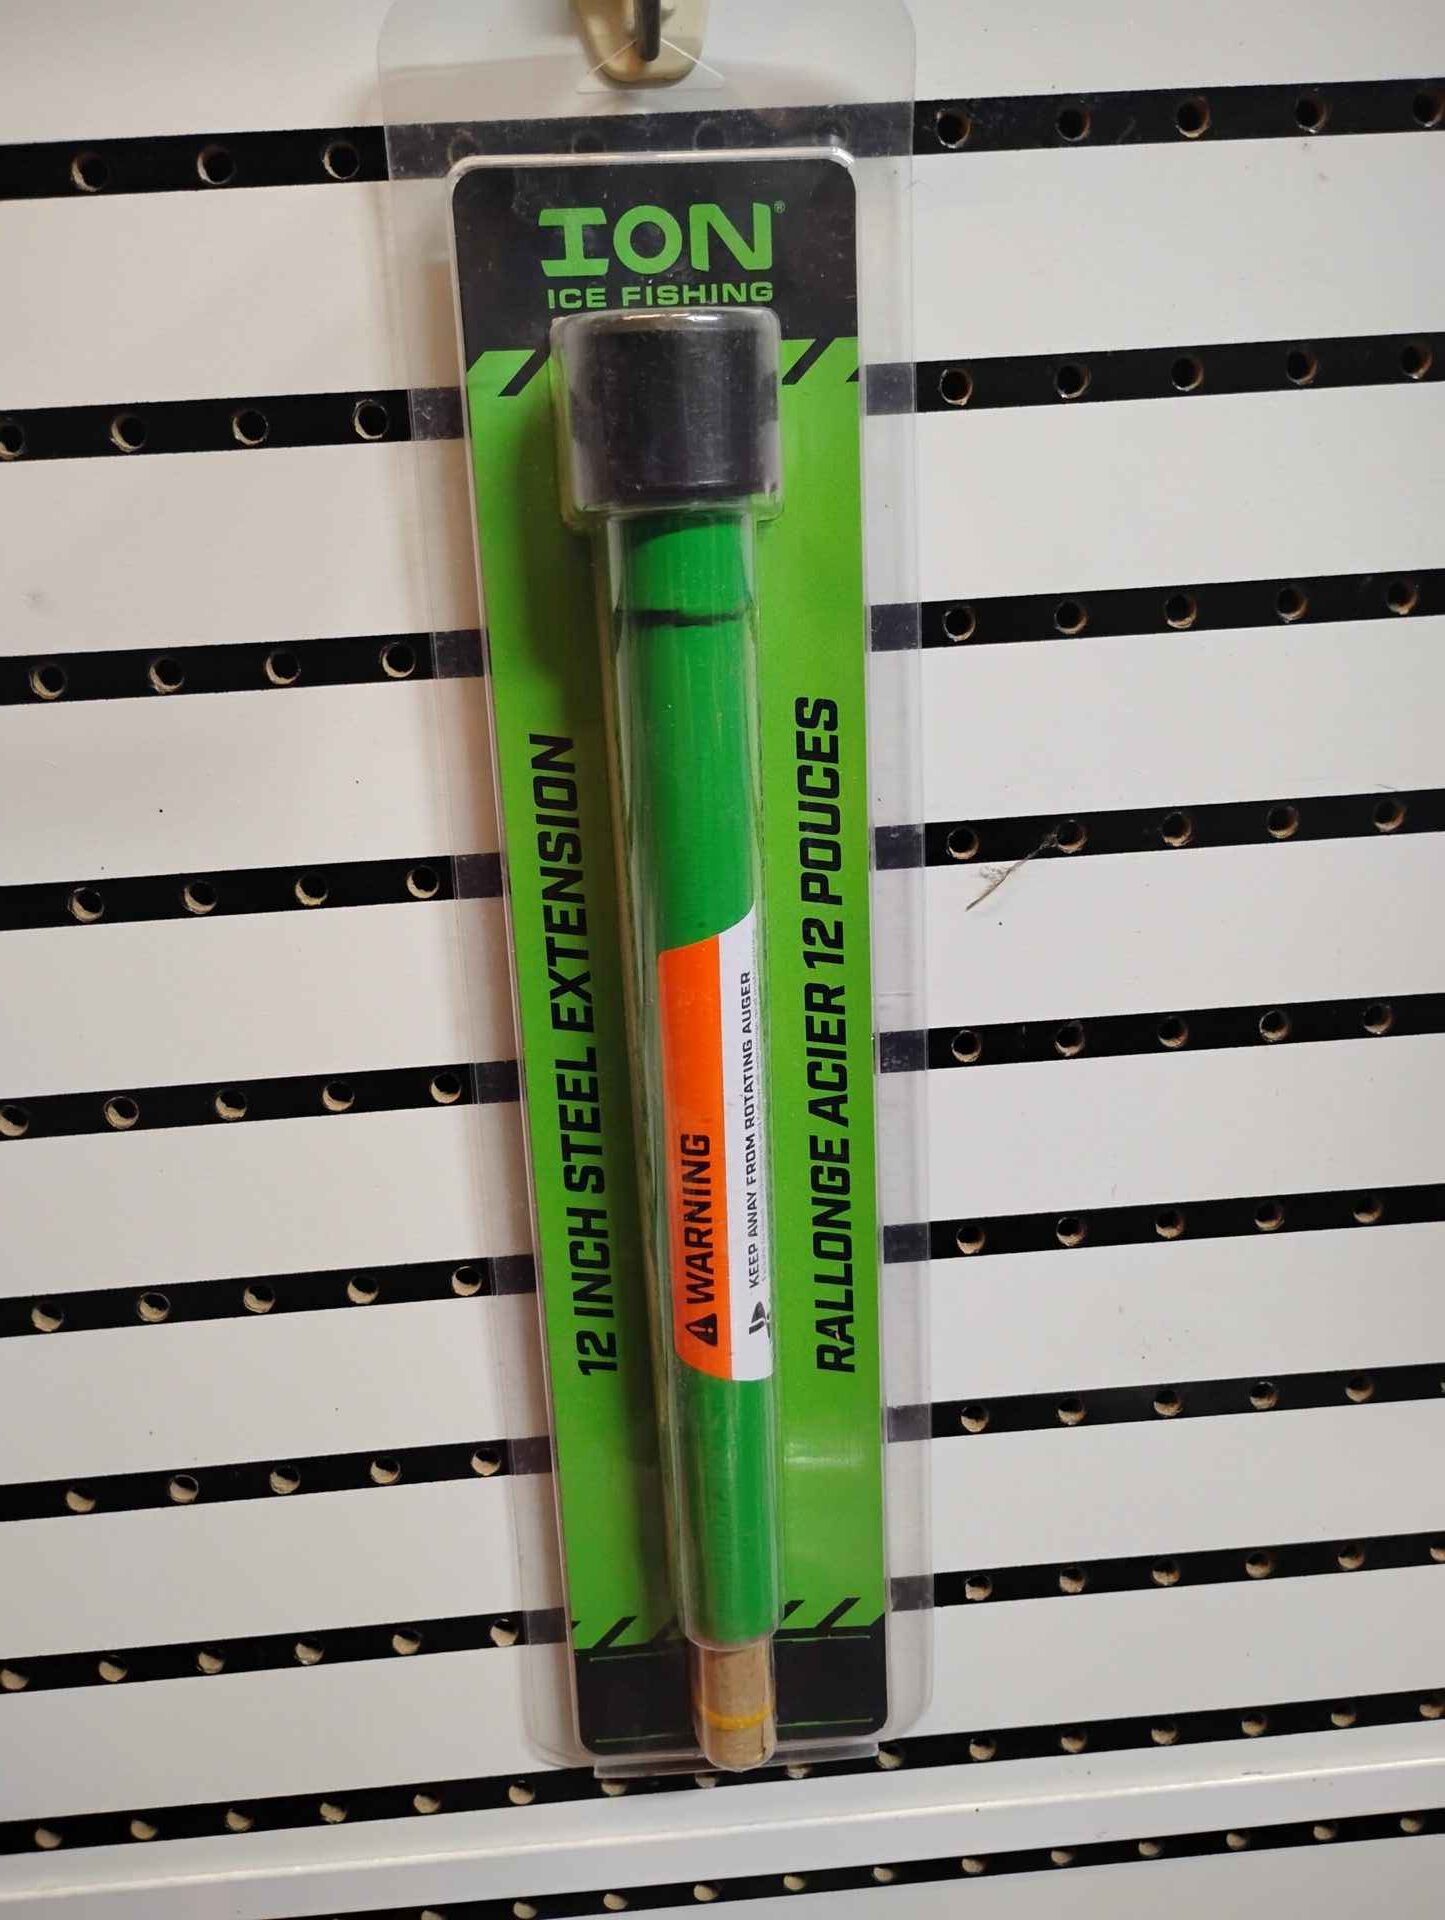 ION®
ICE FISHING
12 INCH STEEL EXTENSION
WARNING
KEEP AWAY FROM ROTATING AUGER
RALLONGE ACIER 12 POUCES